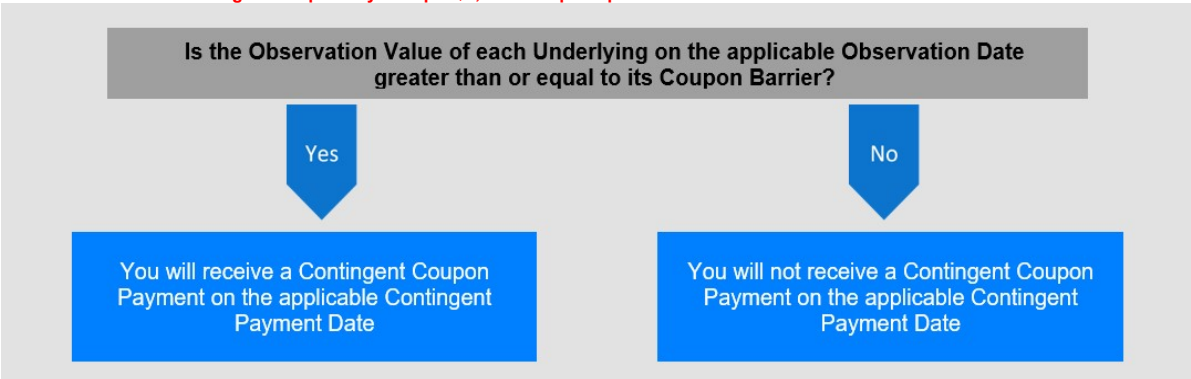 Is the Observation Value of each Underlying on the applicable Observation Date
greater than or equal to its Coupon Barrier?
Yes
No
You will receive a Contingent Coupon
Payment on the applicable Contingent
Payment Date
You will not receive a Contingent Coupon
Payment on the applicable Contingent
Payment Date